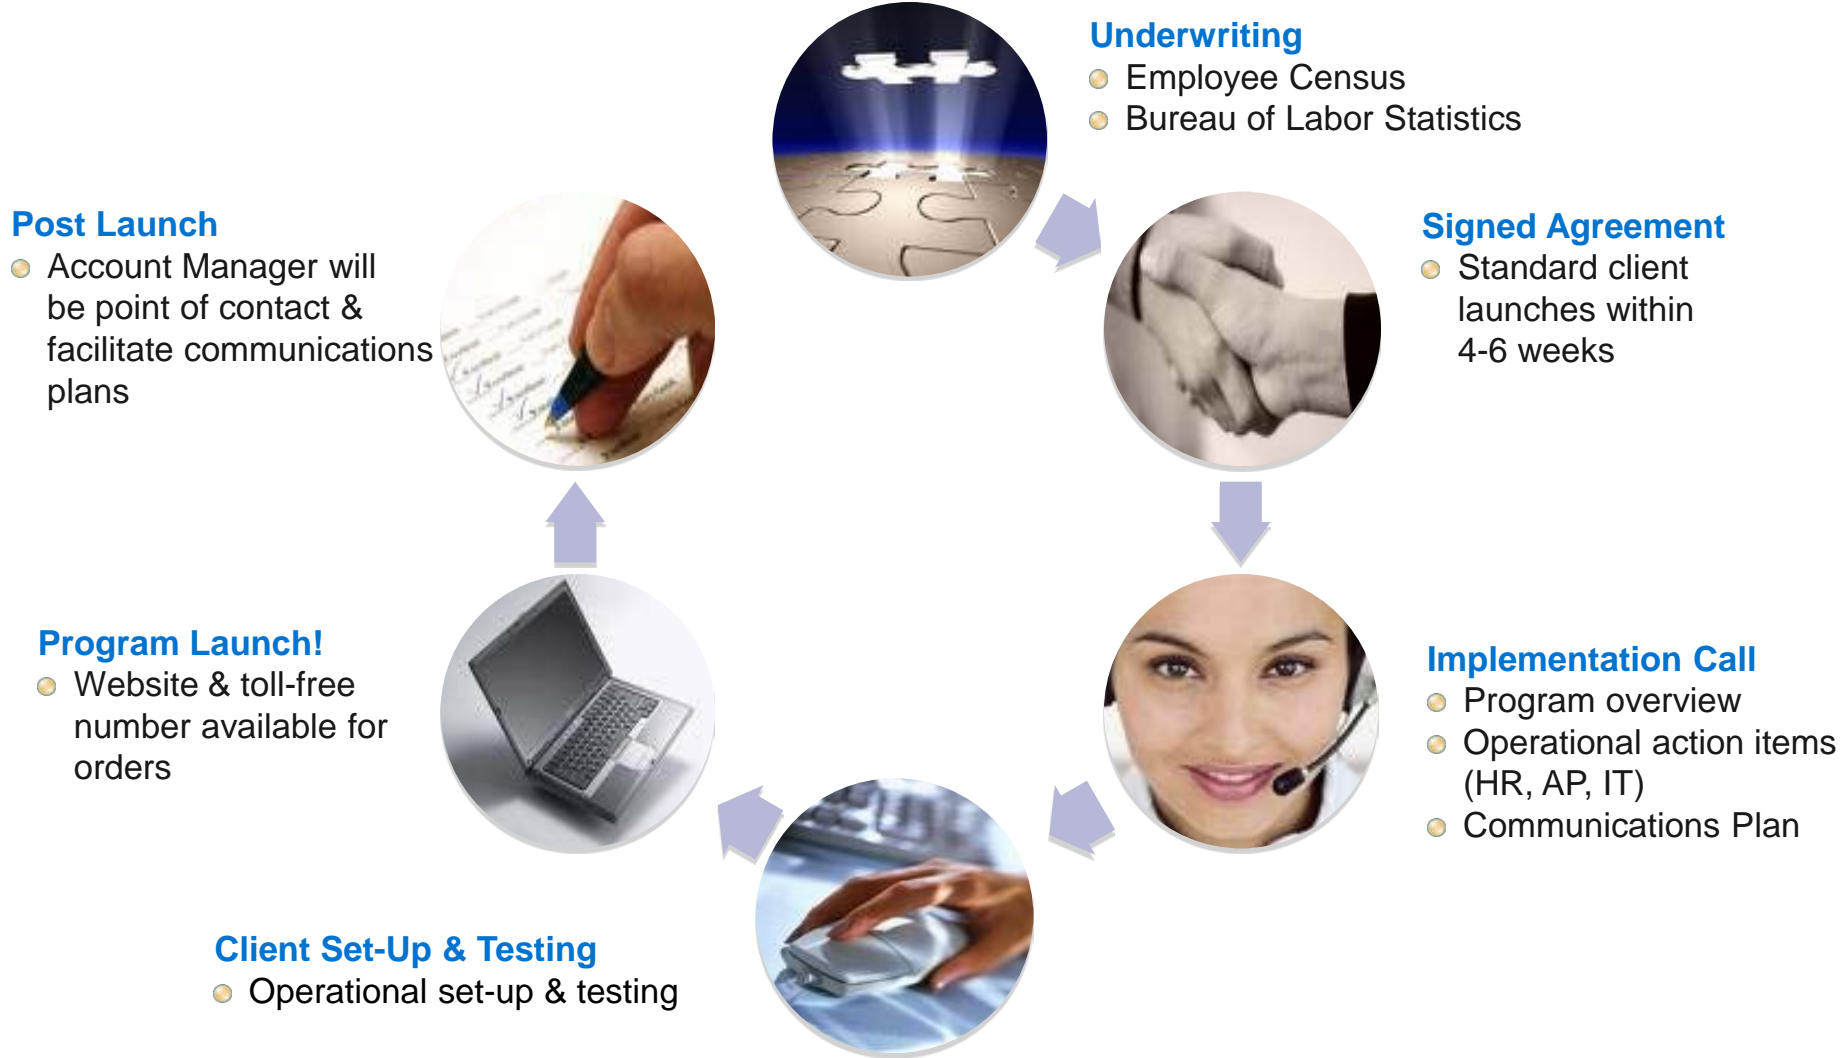 Underwriting
Employee Census
Bureau of Labor Statistics
Signed Agreement
Standard client
launches within
4-6 weeks
Implementation Call
Program overview
Operational action items
(HR, AP, IT)
Communications Plan
Client Set-Up & Testing
Operational set-up & testing
Program Launch!
Website & toll-free
number available for
orders
Post Launch
Account Manager will
be point of contact &
facilitate communications
plans